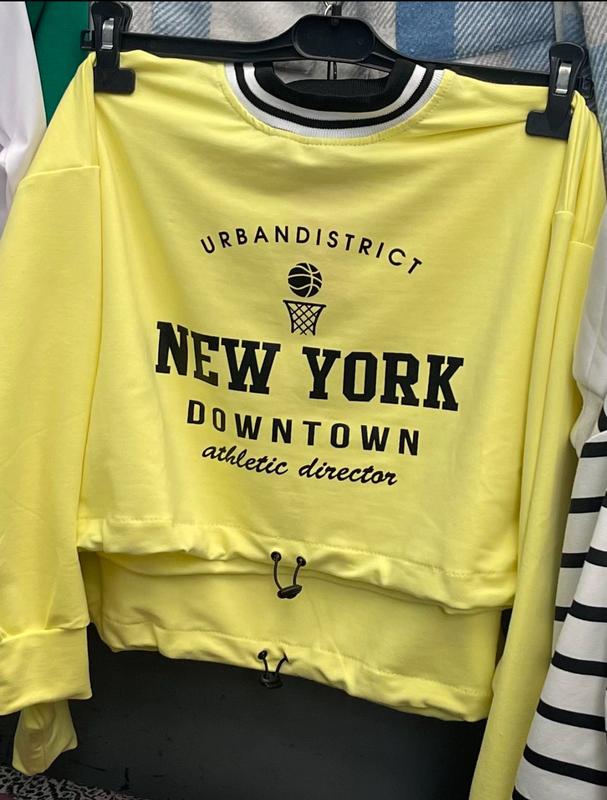 URBANDISTRICT
NEW YORK
DOWNTOWN
athletic director